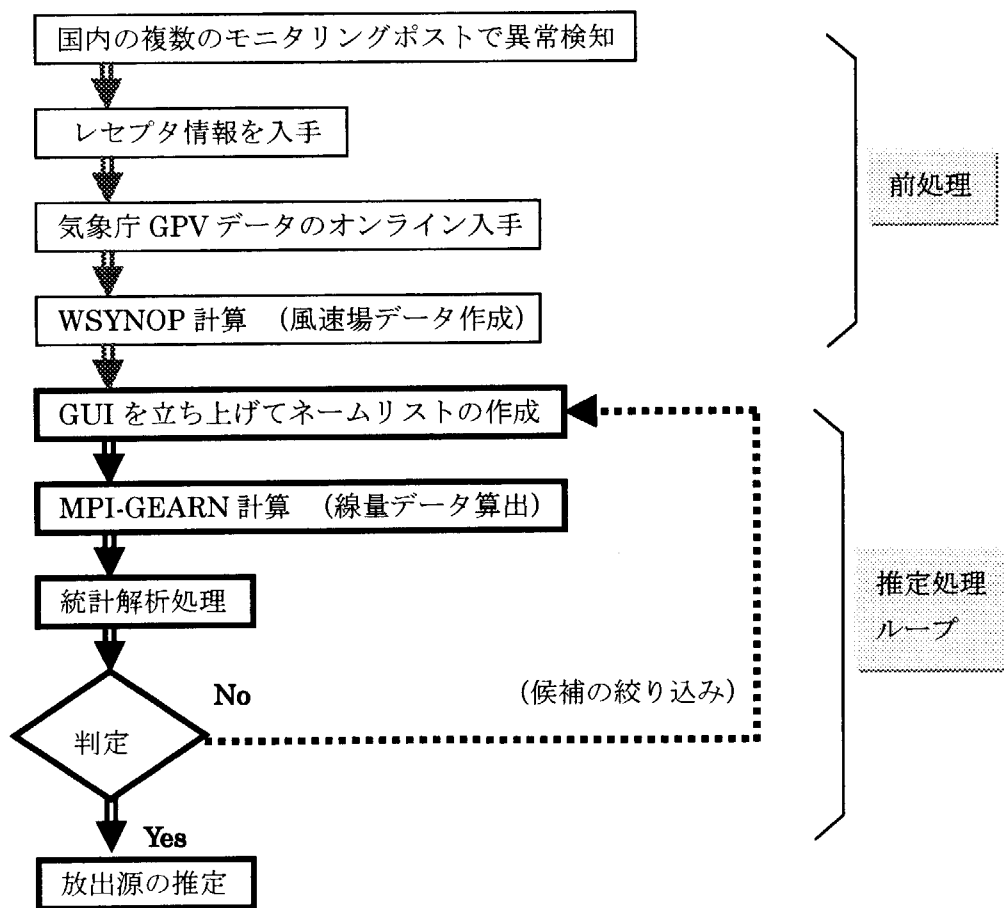 国内の複数のモニタリングポストで異常検知
レセプタ情報を入手
前処理
気象庁 GPV データのオンライン入手
WSYNOP 計算 （風速場データ作成）
GUI を立ち上げてネームリストの作成
MPI-GEARN 計算 （線量データ算出）
統計解析処理
推定処理
ループ
No
（候補の絞り込み）
判定
Yes
放出源の推定